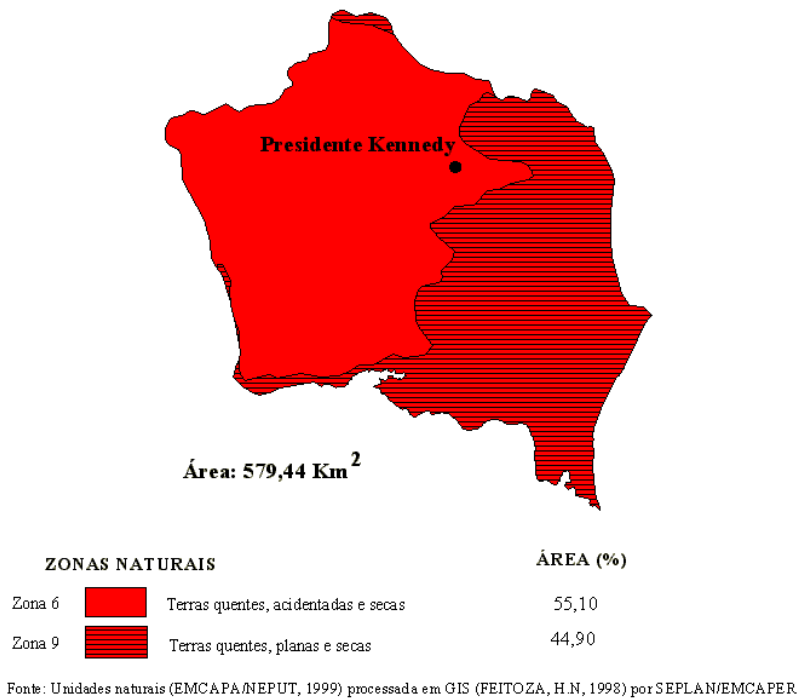 Presidente Kennedy
Área: 579,44 Km2
ZONAS NATURAIS ÁREA (%)
Zona 6 Terras quentes, acidentadas e secas 55,10
Zona 9 Terras quentes, planas e secas 44,90
Fonte: Unidades naturais (EMCAPA/NEPUT, 1999) processada em GIS (FEITOZA, H.N, 1998) por SEPLAN/EMCAPER